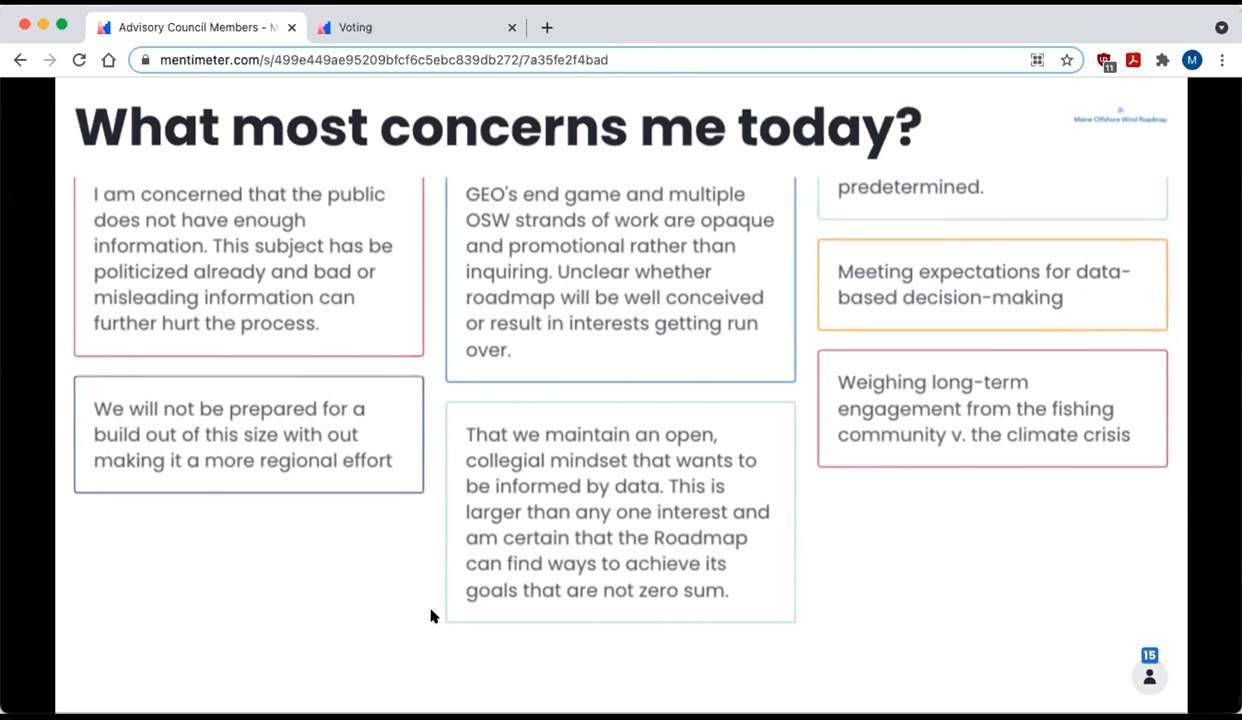 Advisory Council Members - M
Voting
mentimeter.com/s/499e449ae95209bfcf6c5ebc839db272/7a35fe2f4bad
11
M
What most concerns me today?
Maine Offshore Wind Roadmap
I am concerned that the public
does not have enough
information. This subject has be
politicized already and bad or
misleading information can
further hurt the process.
We will not be prepared for a
build out of this size with out
making it a more regional effort
GEO's end game and multiple
OSW strands of work are opaque
and promotional rather than
inquiring. Unclear whether
roadmap will be well conceived
or result in interests getting run
over.
That we maintain an open,
collegial mindset that wants to
be informed by data. This is
larger than any one interest and
am certain that the Roadmap
can find ways to achieve its
goals that are not zero sum.
predetermined.
Meeting expectations for data-
based decision-making
Weighing long-term
engagement from the fishing
community v. the climate crisis
15